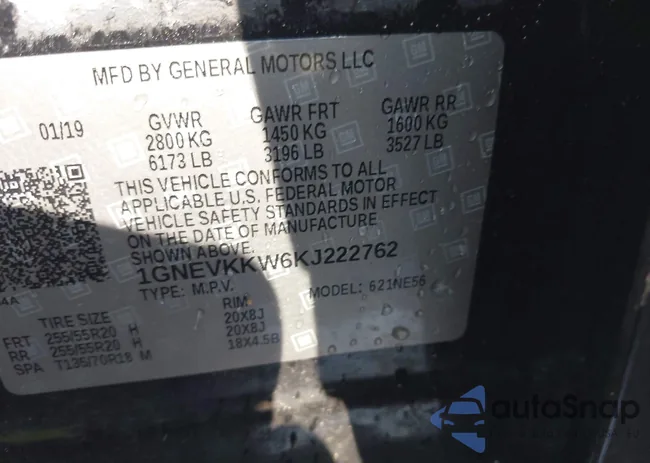 MFD BY GENERAL MOTORS LLC
01/19 GVWR GAWR FRT GAWR RR
2800 KG 1450 KG 1600 KG
6173 LB 3196 LB 3527 LB
THIS VEHICLE CONFORMS TO ALL
APPLICABLE U.S. FEDERAL MOTOR
VEHICLE SAFETY STANDARDS IN EFFECT
ON THE DATE OF MANUFACTURE
SHOWN ABOVE.
1GNEVKKW6KJ222762
TYPE: M.P.V. MODEL: 621NE56
TIRE SIZE RIM
FRT 255/55R20 H 20X8J
RR 255/55R20 H 20X8J
SPA T135/70R18 M 18X4.5B
autoSnap